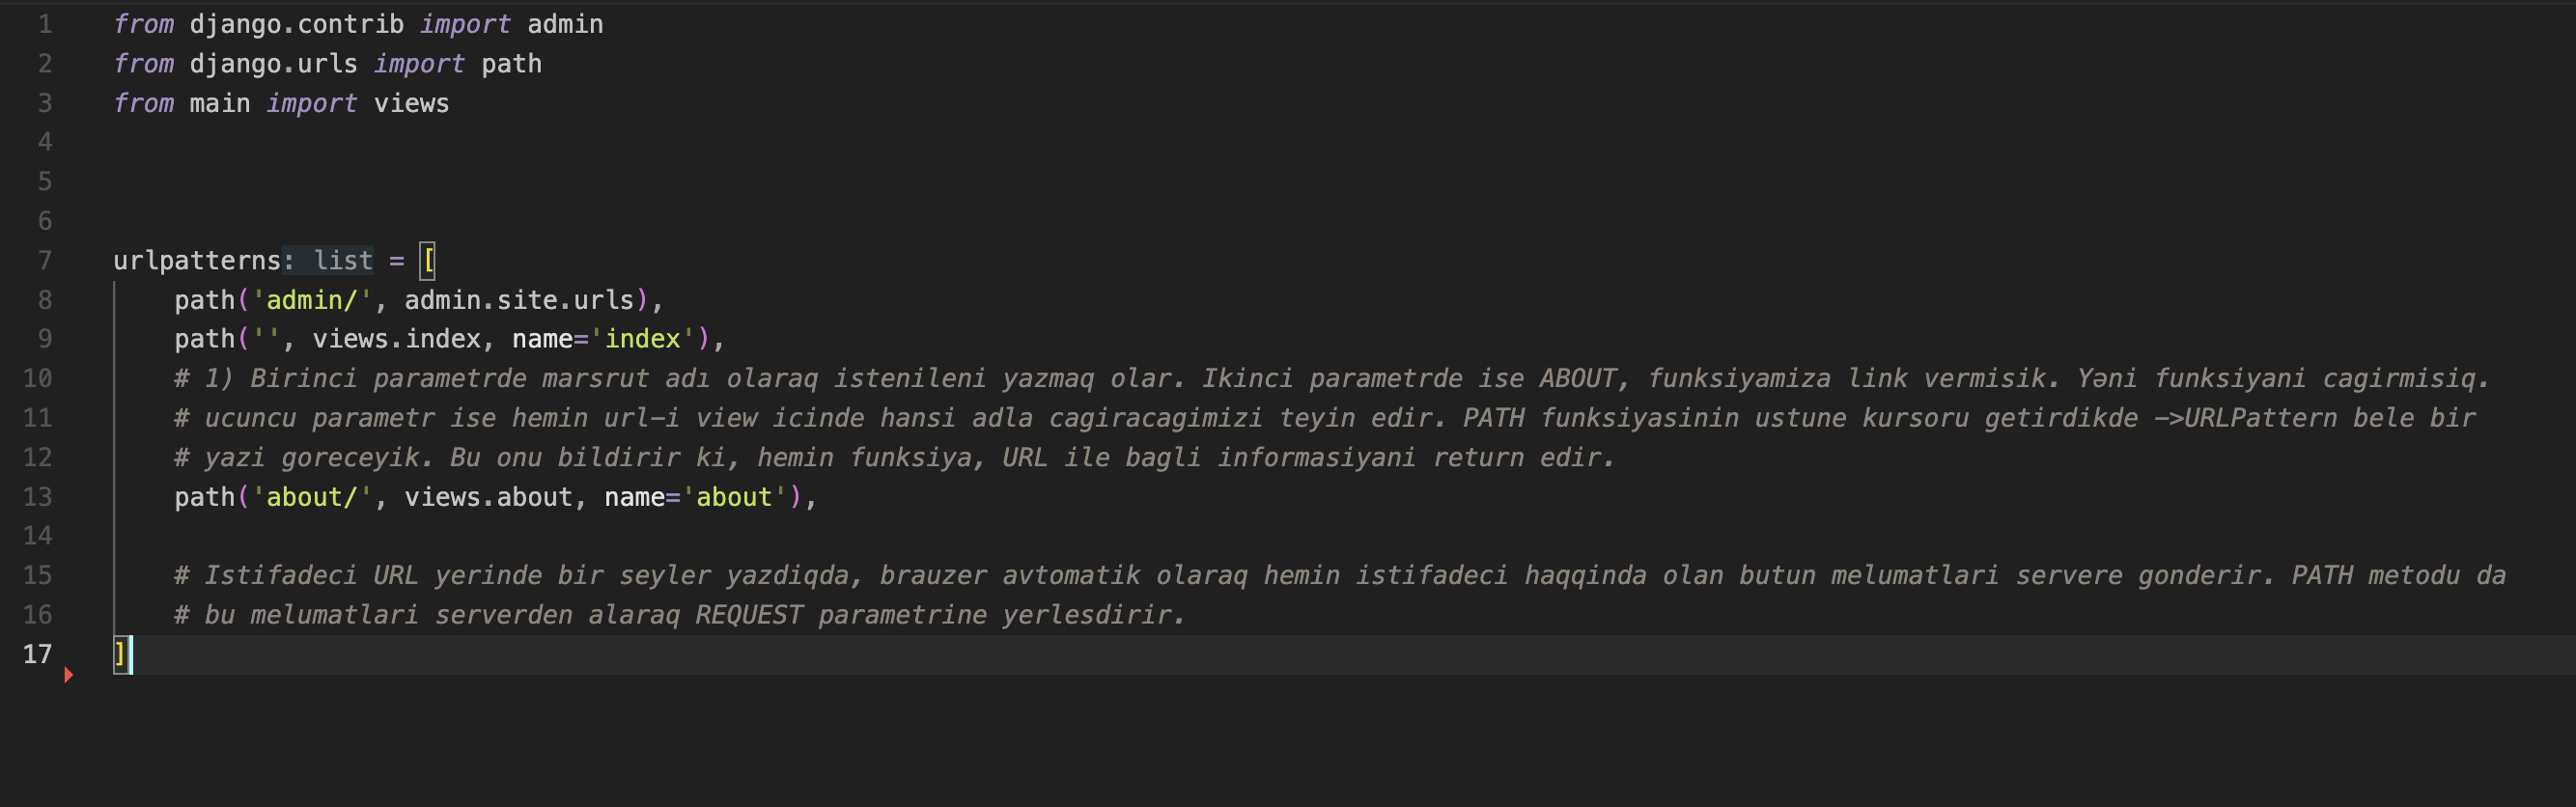 1 from django.contrib import admin
2 from django.urls import path
3 from main import views
4
5
6
7 urlpatterns: list = [
8     path('admin/', admin.site.urls),
9     path('', views.index, name='index'),
10     # 1) Birinci parametrde marsrut adı olaraq istenileni yazmaq olar. Ikinci parametrde ise ABOUT, funksiyamiza link vermisik. Yəni funksiyani cagirmisiq.
11     # ucuncu parametr ise hemin url-i view icinde hansi adla cagiracagimizi teyin edir. PATH funksiyasinin ustune kursoru getirdikde ->URLPattern bele bir
12     # yazi goreceyik. Bu onu bildirir ki, hemin funksiya, URL ile bagli informasiyani return edir.
13     path('about/', views.about, name='about'),
14
15     # Istifadeci URL yerinde bir seyler yazdiqda, brauzer avtomatik olaraq hemin istifadeci haqqinda olan butun melumatlari servere gonderir. PATH metodu da
16     # bu melumatlari serverden alaraq REQUEST parametrine yerlesdirir.
17 ]